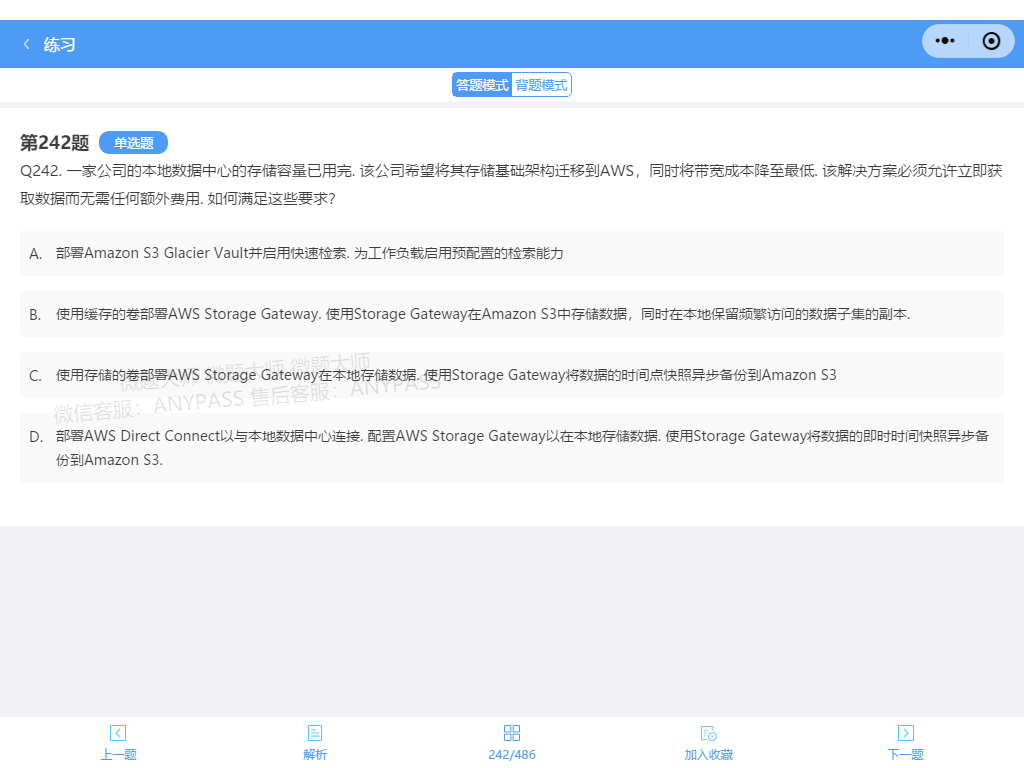 练习
答题模式 背题模式
第242题 单选题
Q242. 一家公司的本地数据中心的存储容量已用完. 该公司希望将其存储基础架构迁移到AWS，同时将带宽成本降至最低. 该解决方案必须允许立即获
取数据而无需任何额外费用. 如何满足这些要求？
A. 部署Amazon S3 Glacier Vault并启用快速检索. 为工作负载启用预配置的检索能力
B. 使用缓存的卷部署AWS Storage Gateway. 使用Storage Gateway在Amazon S3中存储数据，同时在本地保留频繁访问的数据子集的副本.
微题大师 微题大师 微题大师
C. 使用存储的卷部署AWS Storage Gateway在本地存储数据. 使用Storage Gateway将数据的时间点快照异步备份到Amazon S3
微信客服：ANYPASS 售后客服：ANYPASS
D. 部署AWS Direct Connect以与本地数据中心连接. 配置AWS Storage Gateway以在本地存储数据. 使用Storage Gateway将数据的即时时间快照异步备
份到Amazon S3.
上一题 解析 242/486 加入收藏 下一题